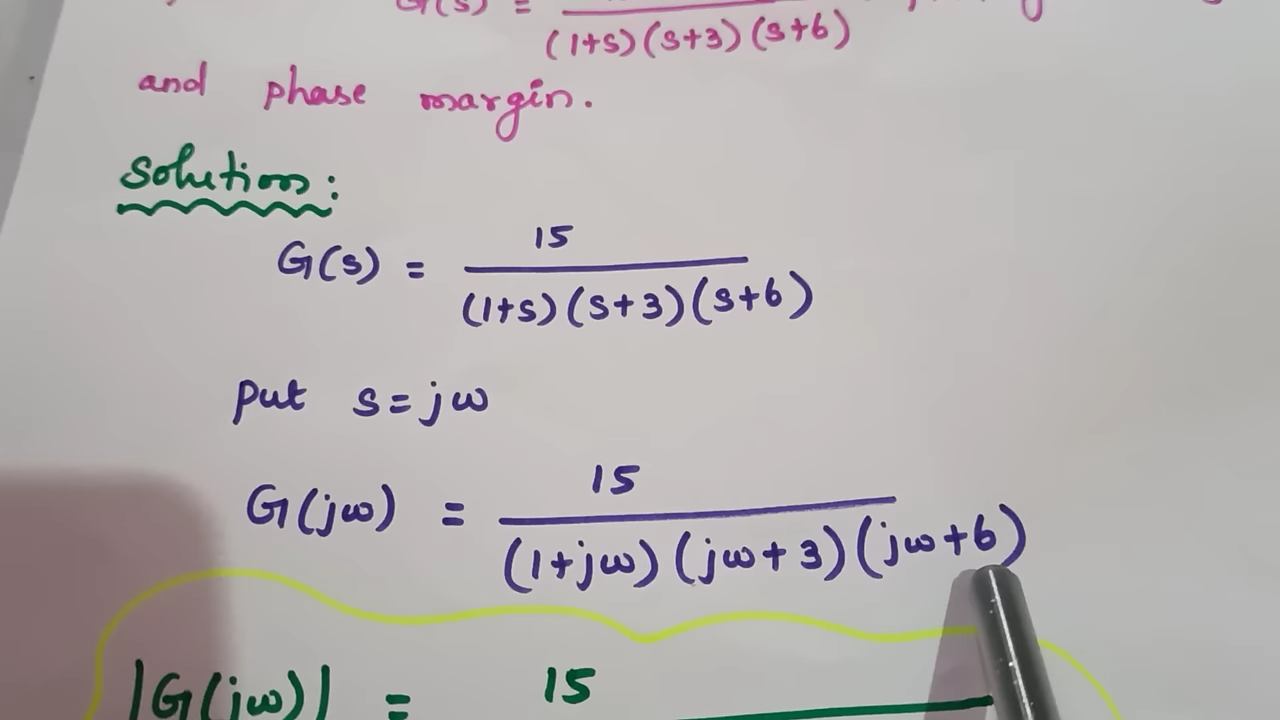 G(s) =
(1+s)(s+3)(s+6)
and phase margin.
Solution:
15
G(s) =
(1+s)(s+3)(s+6)
put s=jω
15
G(jω) =
(1+jω)(jω+3)(jω+6)
15
|G(jω)| =